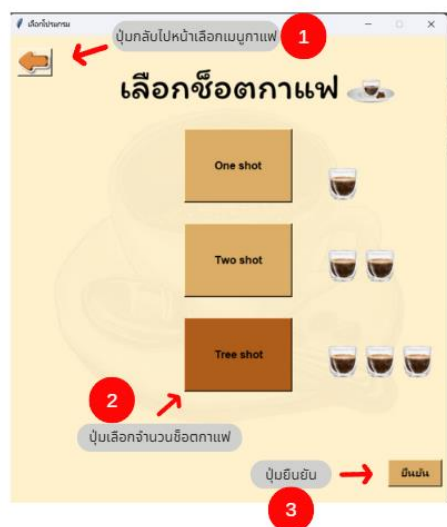 เลือกโปรแกรม
ปุ่มกลับไปหน้าเลือกเมนูกาแฟ
1
เลือกช็อตกาแฟ
One shot
Two shot
Tree shot
2
ปุ่มเลือกจำนวนช็อตกาแฟ
ปุ่มยืนยัน
ยืนยัน
3